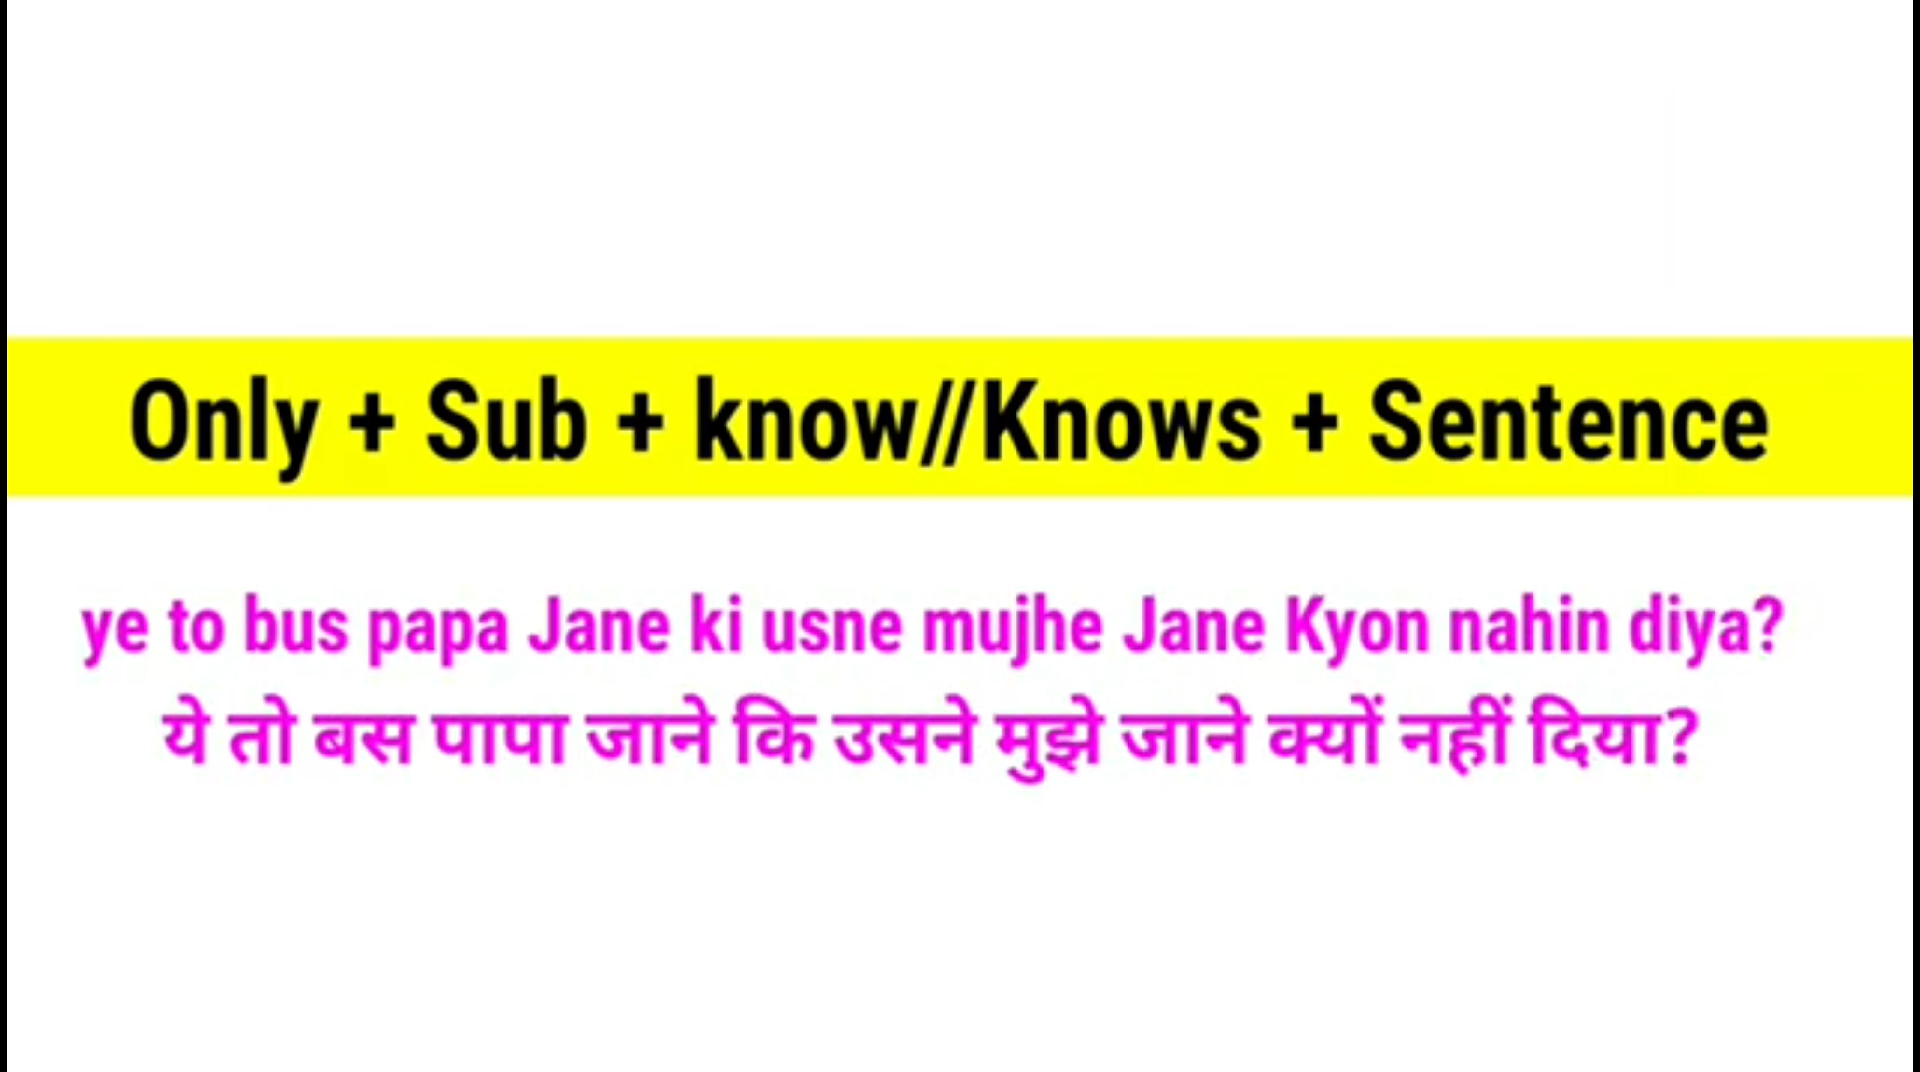 Only + Sub + know//Knows + Sentence
ye to bus papa Jane ki usne mujhe Jane Kyon nahin diya?
ये तो बस पापा जाने कि उसने मुझे जाने क्यों नहीं दिया?